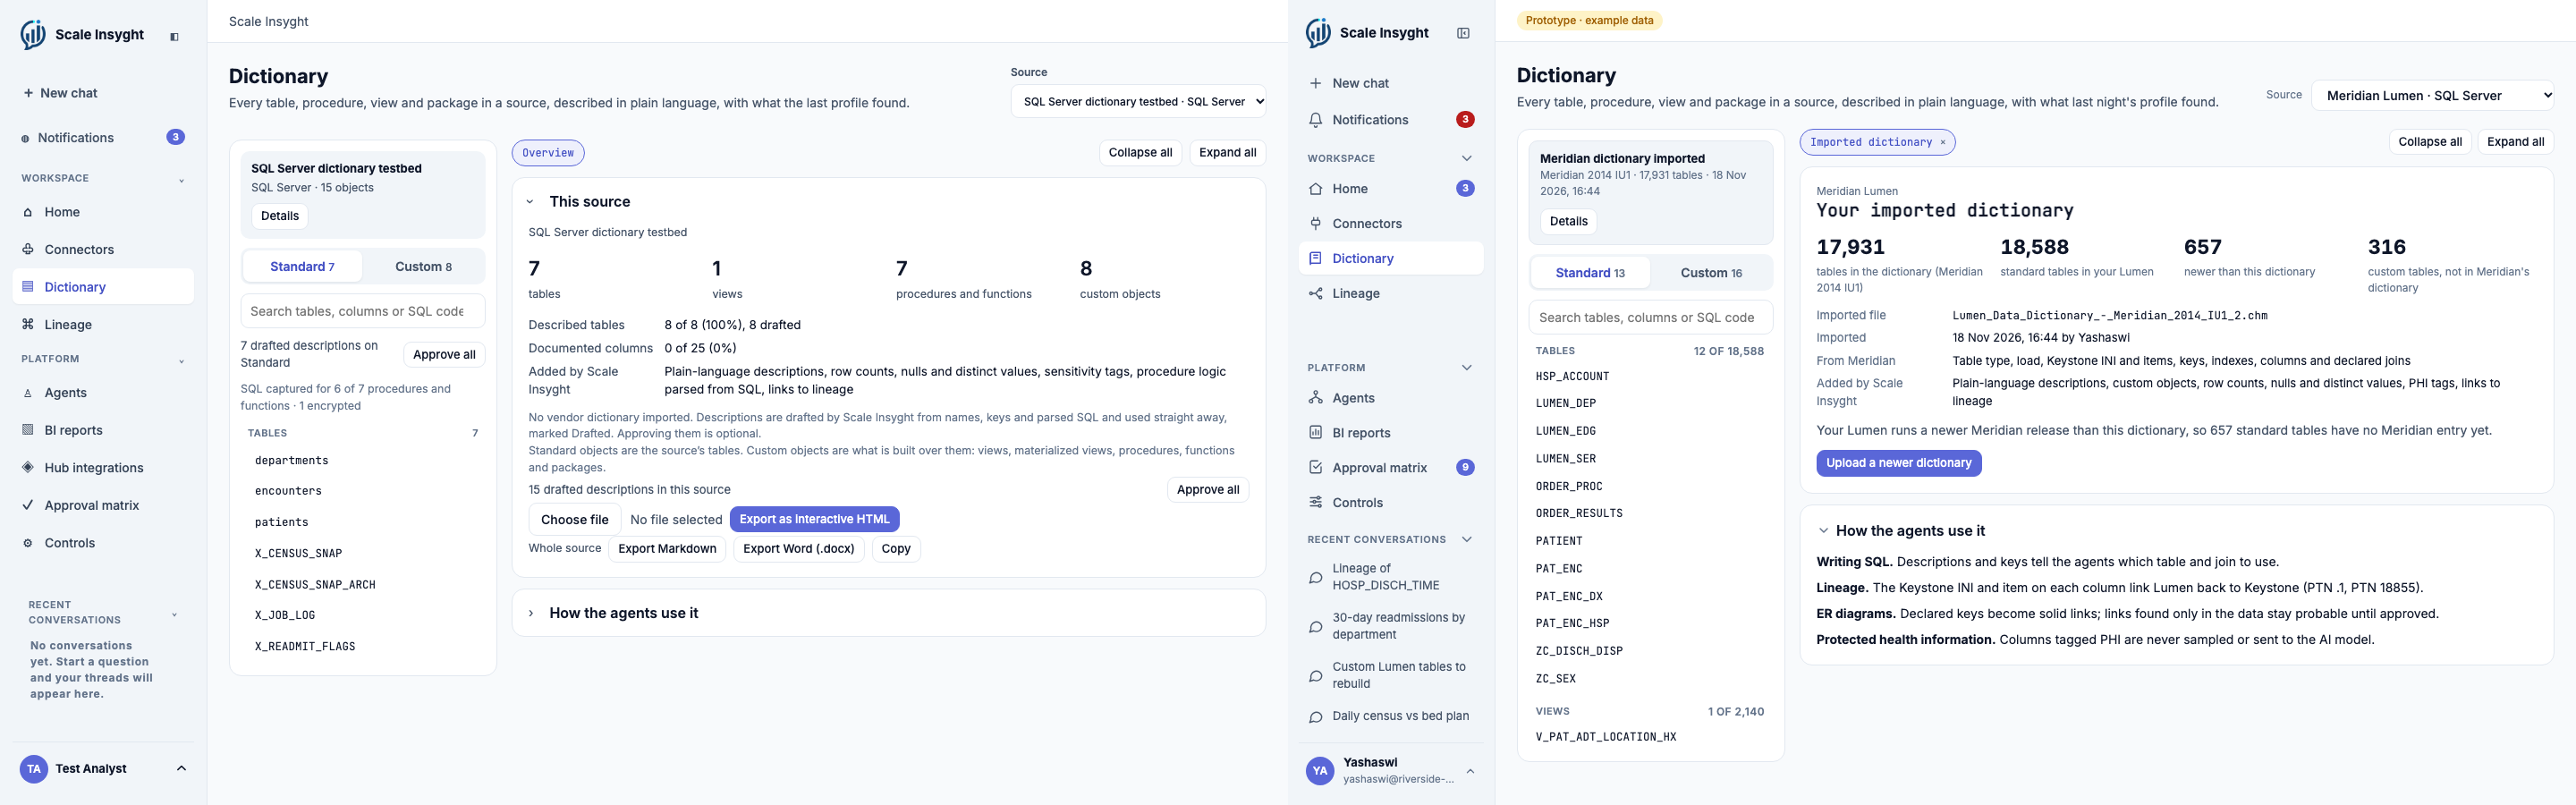 Scale Insyght
New chat
Notifications
3
WORKSPACE
Home
Connectors
Dictionary
Lineage
PLATFORM
Agents
BI reports
Hub integrations
Approval matrix
Controls
RECENT
CONVERSATIONS
No conversations
yet. Start a question
and your threads will
appear here.
TA
Test Analyst
Scale Insyght
Dictionary
Every table, procedure, view and package in a source, described in plain language, with what the last profile found.
Source
SQL Server dictionary testbed · SQL Server
SQL Server dictionary testbed
SQL Server · 15 objects
Details
Standard 7
Custom 8
Search tables, columns or SQL code
7 drafted descriptions on
Standard
Approve all
SQL captured for 6 of 7 procedures and
functions · 1 encrypted
TABLES
7
departments
encounters
patients
X_CENSUS_SNAP
X_CENSUS_SNAP_ARCH
X_JOB_LOG
X_READMIT_FLAGS
Overview
Collapse all
Expand all
This source
SQL Server dictionary testbed
7
tables
1
views
7
procedures and functions
8
custom objects
Described tables
8 of 8 (100%), 8 drafted
Documented columns
0 of 25 (0%)
Added by Scale
Insyght
Plain-language descriptions, row counts, nulls and distinct values, sensitivity tags, procedure logic
parsed from SQL, links to lineage
No vendor dictionary imported. Descriptions are drafted by Scale Insyght from names, keys and parsed SQL and used straight away,
marked Drafted. Approving them is optional.
Standard objects are the source's tables. Custom objects are what is built over them: views, materialized views, procedures, functions
and packages.
15 drafted descriptions in this source
Approve all
Choose file
No file selected
Export as interactive HTML
Whole source
Export Markdown
Export Word (.docx)
Copy
How the agents use it
Scale Insyght
New chat
Notifications
3
WORKSPACE
Home
3
Connectors
Dictionary
Lineage
PLATFORM
Agents
BI reports
Approval matrix
9
Controls
RECENT CONVERSATIONS
Lineage of
HOSP_DISCH_TIME
30-day readmissions by
department
Custom Lumen tables to
rebuild
Daily census vs bed plan
YA
Yashaswi
yashaswi@riverside-...
Prototype · example data
Dictionary
Every table, procedure, view and package in a source, described in plain language, with what last night's profile found.
Source
Meridian Lumen · SQL Server
Meridian dictionary imported
Meridian 2014 IU1 · 17,931 tables · 18 Nov
2026, 16:44
Details
Standard 13
Custom 16
Search tables, columns or SQL code
TABLES
12 OF 18,588
HSP_ACCOUNT
LUMEN_DEP
LUMEN_EDG
LUMEN_SER
ORDER_PROC
ORDER_RESULTS
PATIENT
PAT_ENC
PAT_ENC_DX
PAT_ENC_HSP
ZC_DISCH_DISP
ZC_SEX
VIEWS
1 OF 2,140
V_PAT_ADT_LOCATION_HX
Imported dictionary ×
Collapse all
Expand all
Meridian Lumen
Your imported dictionary
17,931
tables in the dictionary (Meridian
2014 IU1)
18,588
standard tables in your Lumen
657
newer than this dictionary
316
custom tables, not in Meridian's
dictionary
Imported file
Lumen_Data_Dictionary_-_Meridian_2014_IU1_2.chm
Imported
18 Nov 2026, 16:44 by Yashaswi
From Meridian
Table type, load, Keystone INI and items, keys, indexes, columns and declared joins
Added by Scale
Insyght
Plain-language descriptions, custom objects, row counts, nulls and distinct values, PHI tags, links to
lineage
Your Lumen runs a newer Meridian release than this dictionary, so 657 standard tables have no Meridian entry yet.
Upload a newer dictionary
How the agents use it
Writing SQL. Descriptions and keys tell the agents which table and join to use.
Lineage. The Keystone INI and item on each column link Lumen back to Keystone (PTN .1, PTN 18855).
ER diagrams. Declared keys become solid links; links found only in the data stay probable until approved.
Protected health information. Columns tagged PHI are never sampled or sent to the AI model.